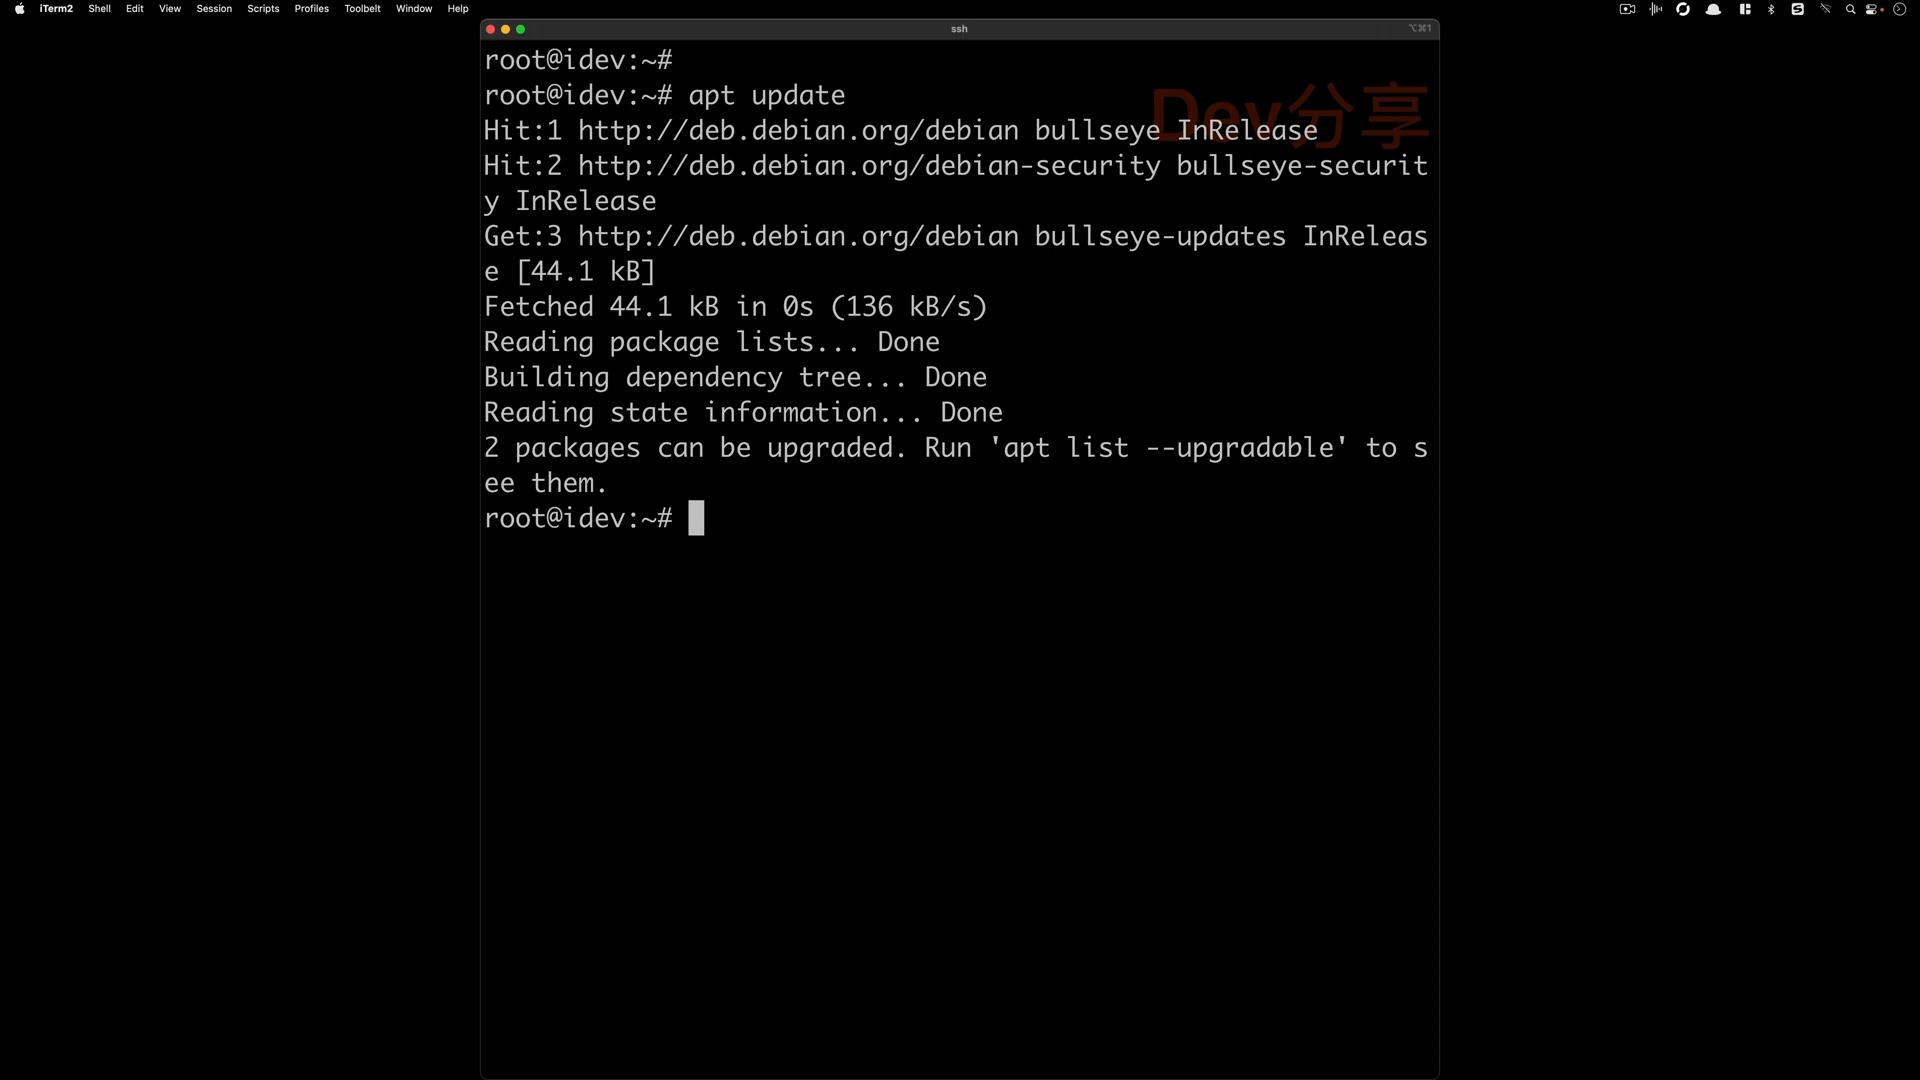 iTerm2 Shell Edit View Session Scripts Profiles Toolbelt Window Help
ssh
⌥⌘1
root@idev:~#
root@idev:~# apt update
Dev分享
Hit:1 http://deb.debian.org/debian bullseye InRelease
Hit:2 http://deb.debian.org/debian-security bullseye-securit
y InRelease
Get:3 http://deb.debian.org/debian bullseye-updates InReleas
e [44.1 kB]
Fetched 44.1 kB in 0s (136 kB/s)
Reading package lists... Done
Building dependency tree... Done
Reading state information... Done
2 packages can be upgraded. Run 'apt list --upgradable' to s
ee them.
root@idev:~#